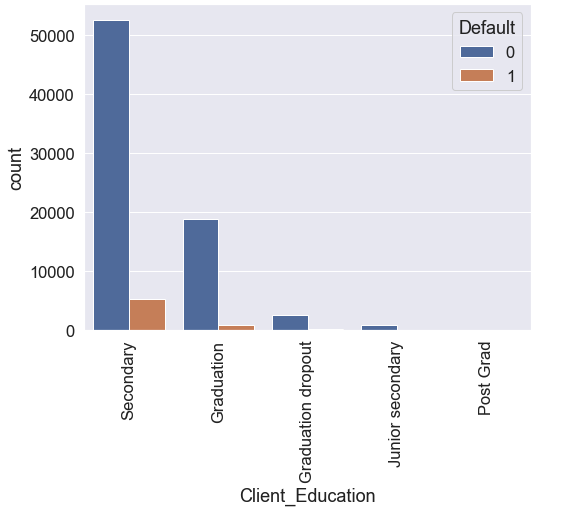 Default
0
1
count
50000
40000
30000
20000
10000
0
Secondary
Graduation
Graduation dropout
Junior secondary
Post Grad
Client_Education